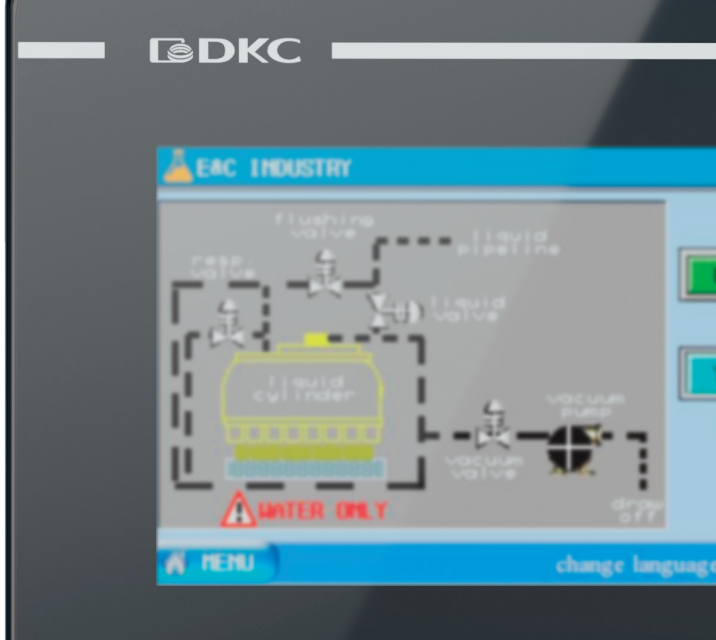 DKC
E&C INDUSTRY
flushing
valve
liquid
pipeline
resp.
valve
liquid
valve
liquid
cylinder
vacuum
pump
vacuum
valve
draw
off
WATER ONLY
MENU
change language